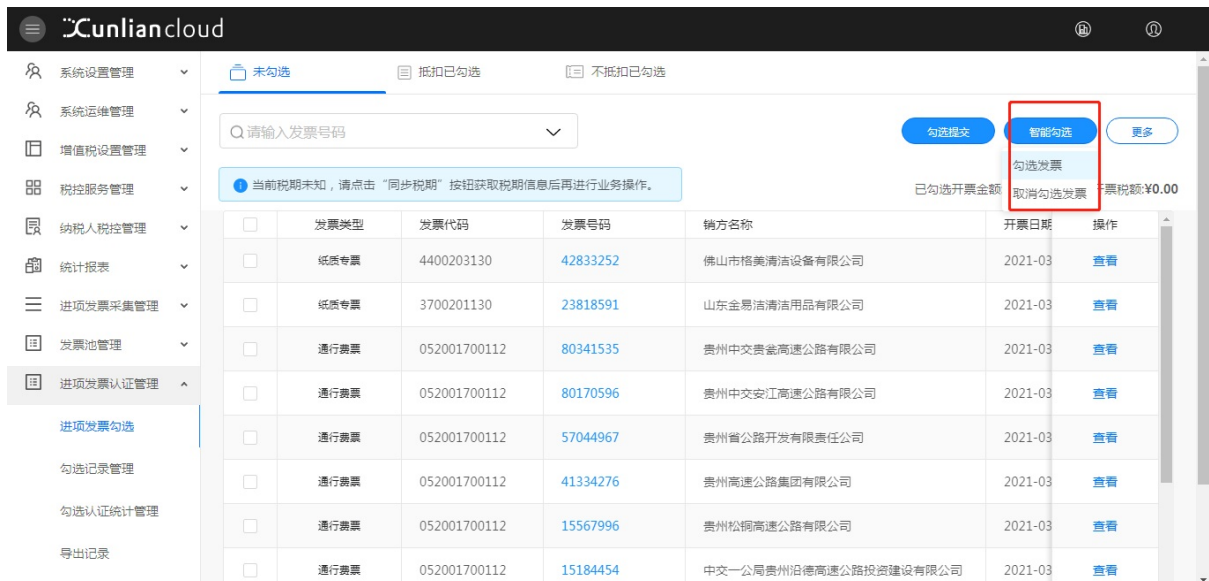 Xunliancloud
系统设置管理
系统运维管理
增值税设置管理
税控服务管理
纳税人税控管理
统计报表
进项发票采集管理
发票池管理
进项发票认证管理
进项发票勾选
勾选记录管理
勾选认证统计管理
导出记录
未勾选 抵扣已勾选 不抵扣已勾选
请输入发票号码
勾选提交 智能勾选 更多
勾选发票
取消勾选发票
当前税期未知，请点击“同步税期”按钮获取税期信息后再进行业务操作。
已勾选开票金额 开票税额:¥0.00
发票类型 发票代码 发票号码 销方名称 开票日期 操作
纸质专票 4400203130 42833252 佛山市格美清洁设备有限公司 2021-03 查看
纸质专票 3700201130 23818591 山东金易洁清洁用品有限公司 2021-03 查看
通行费票 052001700112 80341535 贵州中交贵瓮高速公路有限公司 2021-03 查看
通行费票 052001700112 80170596 贵州中交安江高速公路有限公司 2021-03 查看
通行费票 052001700112 57044967 贵州省公路开发有限责任公司 2021-03 查看
通行费票 052001700112 41334276 贵州高速公路集团有限公司 2021-03 查看
通行费票 052001700112 15567996 贵州松铜高速公路有限公司 2021-03 查看
通行费票 052001700112 15184454 中交一公局贵州沿德高速公路投资建设有限公司 2021-03 查看